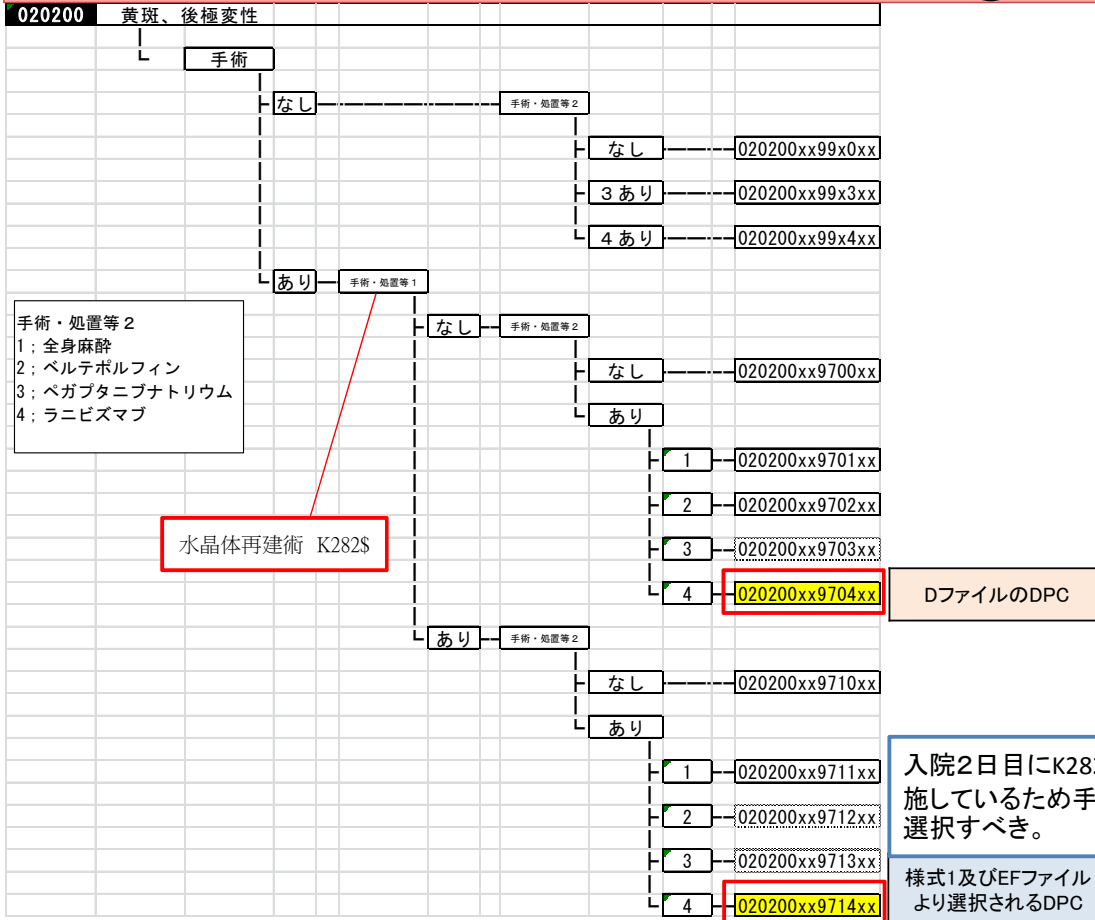 020200 黄斑、後極変性
手術
なし 手術・処置等２
なし 020200xx99x0xx
３あり 020200xx99x3xx
４あり 020200xx99x4xx
あり 手術・処置等１
なし 手術・処置等２
なし 020200xx9700xx
あり
1 020200xx9701xx
2 020200xx9702xx
3 020200xx9703xx
4 020200xx9704xx
DファイルのDPC
手術・処置等２
1；全身麻酔
2；ベルテポルフィン
3；ペガプタニブナトリウム
4；ラニビズマブ
水晶体再建術 K282$
あり 手術・処置等２
なし 020200xx9710xx
あり
1 020200xx9711xx
2 020200xx9712xx
3 020200xx9713xx
4 020200xx9714xx
入院２日目にK28
施しているため手
選択すべき。
様式1及びEFファイル
より選択されるDPC